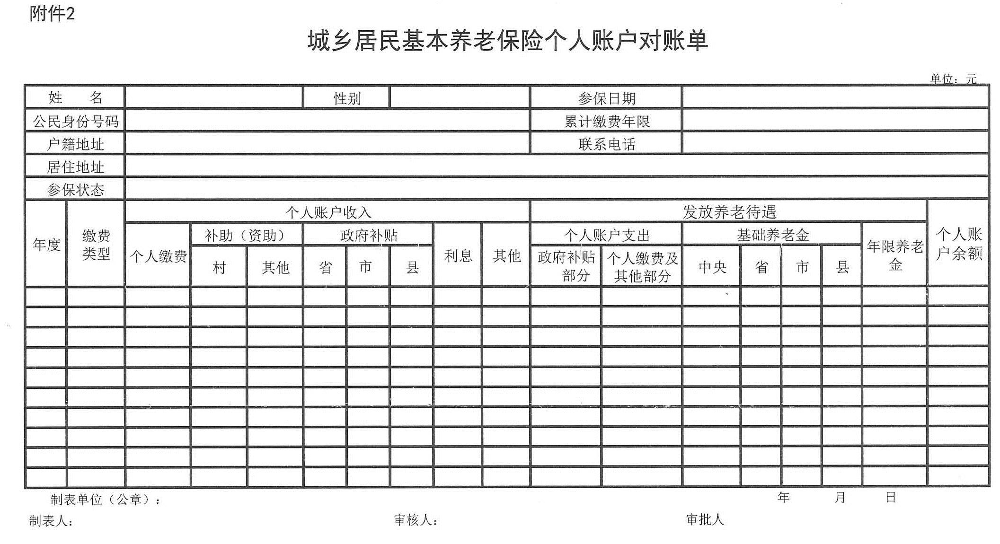 附件2
城乡居民基本养老保险个人账户对账单
单位：元
姓 名 性别 参保日期
公民身份号码 累计缴费年限
户籍地址 联系电话
居住地址
参保状态
年度 缴费类型 个人账户收入 发放养老待遇 个人账户余额
个人缴费 补助（资助） 政府补贴 利息 其他 个人账户支出 基础养老金 年限养老金
村 其他 省 市 县 政府补贴部分 个人缴费及其他部分 中央 省 市 县
制表单位（公章）： 年 月 日
制表人： 审核人： 审批人